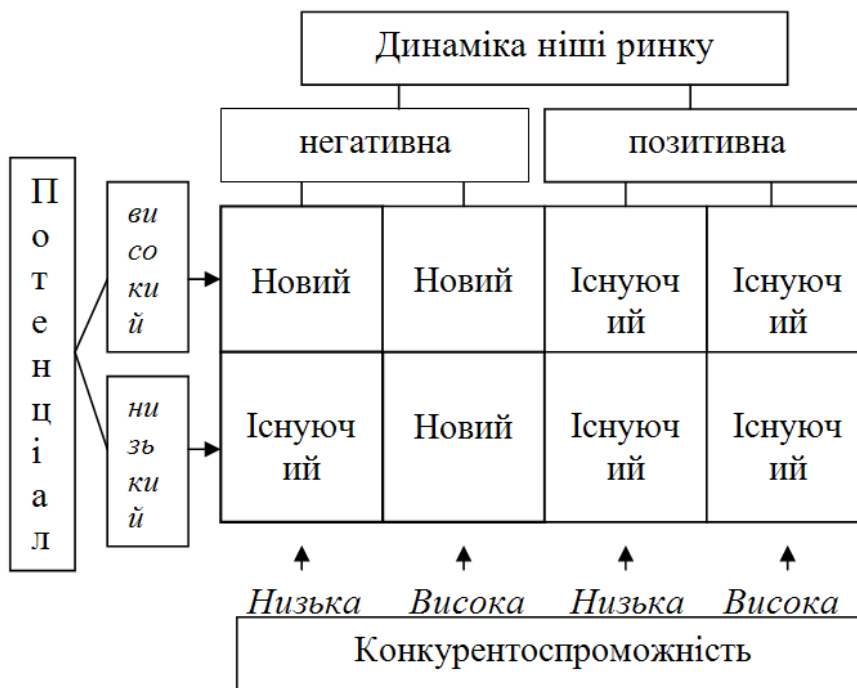 Динаміка ніші ринку
негативна
позитивна
П
о
т
е
н
ц
і
а
л
ви
со
ки
й
Новий
Новий
Існуюч
ий
Існуюч
ий
ни
зь
ки
й
Існуюч
ий
Новий
Існуюч
ий
Існуюч
ий
Низька
Висока
Низька
Висока
Конкурентоспроможність